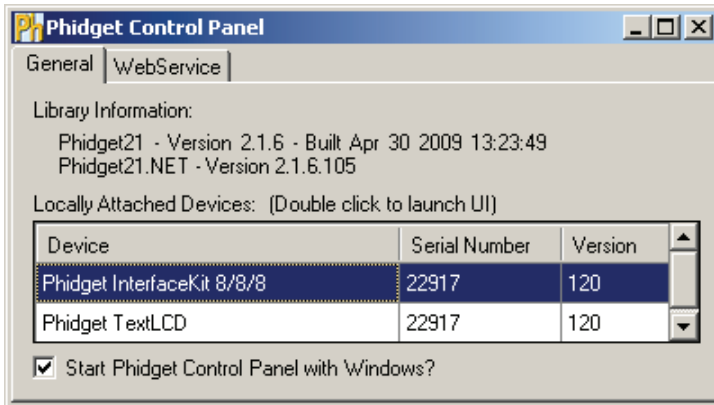 Ph Phidget Control Panel
General WebService
Library Information:
Phidget21 - Version 2.1.6 - Built Apr 30 2009 13:23:49
Phidget21.NET - Version 2.1.6.105
Locally Attached Devices: (Double click to launch UI)
Device Serial Number Version
Phidget InterfaceKit 8/8/8 22917 120
Phidget TextLCD 22917 120
Start Phidget Control Panel with Windows?